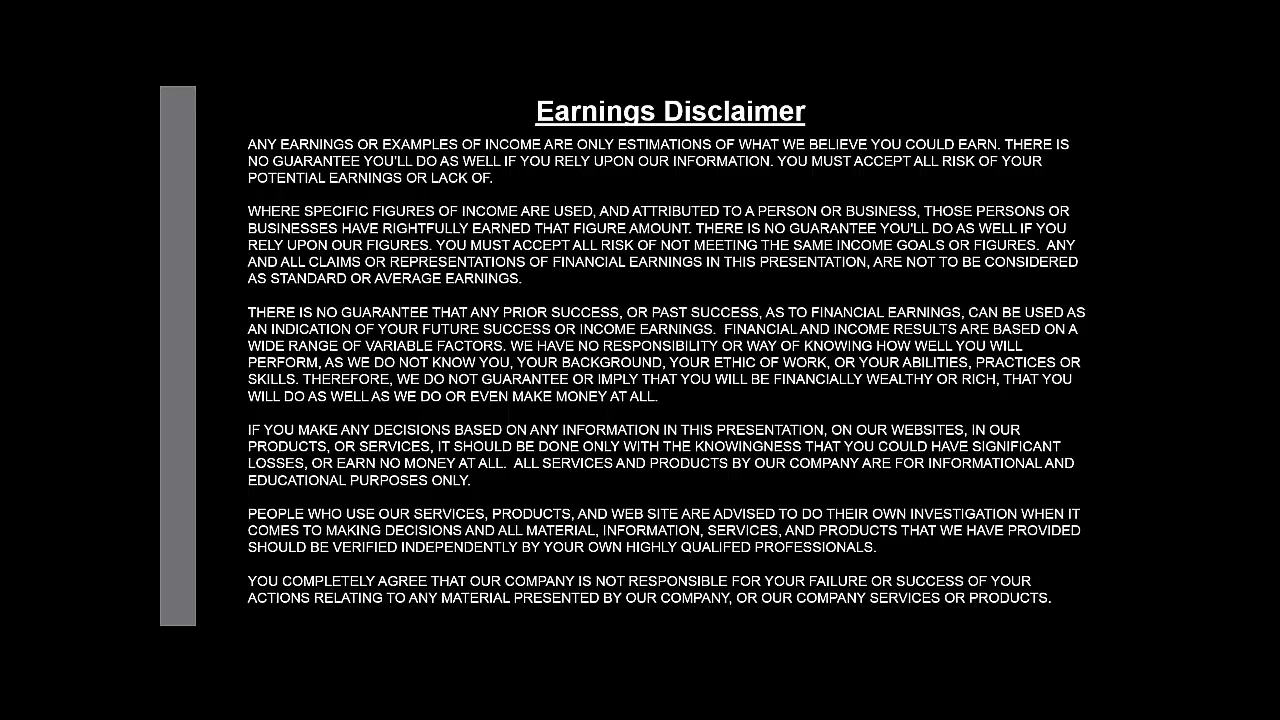 Earnings Disclaimer
ANY EARNINGS OR EXAMPLES OF INCOME ARE ONLY ESTIMATIONS OF WHAT WE BELIEVE YOU COULD EARN. THERE IS
NO GUARANTEE YOU'LL DO AS WELL IF YOU RELY UPON OUR INFORMATION. YOU MUST ACCEPT ALL RISK OF YOUR
POTENTIAL EARNINGS OR LACK OF.
WHERE SPECIFIC FIGURES OF INCOME ARE USED, AND ATTRIBUTED TO A PERSON OR BUSINESS, THOSE PERSONS OR
BUSINESSES HAVE RIGHTFULLY EARNED THAT FIGURE AMOUNT. THERE IS NO GUARANTEE YOU'LL DO AS WELL IF YOU
RELY UPON OUR FIGURES. YOU MUST ACCEPT ALL RISK OF NOT MEETING THE SAME INCOME GOALS OR FIGURES.  ANY
AND ALL CLAIMS OR REPRESENTATIONS OF FINANCIAL EARNINGS IN THIS PRESENTATION, ARE NOT TO BE CONSIDERED
AS STANDARD OR AVERAGE EARNINGS.
THERE IS NO GUARANTEE THAT ANY PRIOR SUCCESS, OR PAST SUCCESS, AS TO FINANCIAL EARNINGS, CAN BE USED AS
AN INDICATION OF YOUR FUTURE SUCCESS OR INCOME EARNINGS.  FINANCIAL AND INCOME RESULTS ARE BASED ON A
WIDE RANGE OF VARIABLE FACTORS. WE HAVE NO RESPONSIBILITY OR WAY OF KNOWING HOW WELL YOU WILL
PERFORM, AS WE DO NOT KNOW YOU, YOUR BACKGROUND, YOUR ETHIC OF WORK, OR YOUR ABILITIES, PRACTICES OR
SKILLS. THEREFORE, WE DO NOT GUARANTEE OR IMPLY THAT YOU WILL BE FINANCIALLY WEALTHY OR RICH, THAT YOU
WILL DO AS WELL AS WE DO OR EVEN MAKE MONEY AT ALL.
IF YOU MAKE ANY DECISIONS BASED ON ANY INFORMATION IN THIS PRESENTATION, ON OUR WEBSITES, IN OUR
PRODUCTS, OR SERVICES, IT SHOULD BE DONE ONLY WITH THE KNOWINGNESS THAT YOU COULD HAVE SIGNIFICANT
LOSSES, OR EARN NO MONEY AT ALL.  ALL SERVICES AND PRODUCTS BY OUR COMPANY ARE FOR INFORMATIONAL AND
EDUCATIONAL PURPOSES ONLY.
PEOPLE WHO USE OUR SERVICES, PRODUCTS, AND WEB SITE ARE ADVISED TO DO THEIR OWN INVESTIGATION WHEN IT
COMES TO MAKING DECISIONS AND ALL MATERIAL, INFORMATION, SERVICES, AND PRODUCTS THAT WE HAVE PROVIDED
SHOULD BE VERIFIED INDEPENDENTLY BY YOUR OWN HIGHLY QUALIFED PROFESSIONALS.
YOU COMPLETELY AGREE THAT OUR COMPANY IS NOT RESPONSIBLE FOR YOUR FAILURE OR SUCCESS OF YOUR
ACTIONS RELATING TO ANY MATERIAL PRESENTED BY OUR COMPANY, OR OUR COMPANY SERVICES OR PRODUCTS.